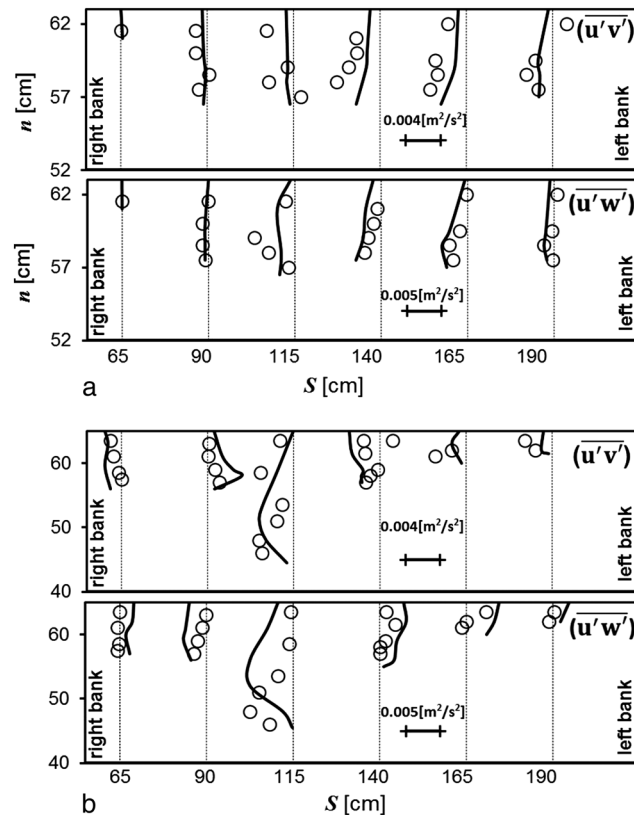 62
57
52
n [cm]
right bank
left bank
(u′v′)
0.004[m²/s²]
62
57
52
n [cm]
right bank
left bank
(u′w′)
0.005[m²/s²]
65 90 115 140 165 190
a
S [cm]
60
50
40
right bank
left bank
(u′v′)
0.004[m²/s²]
60
50
40
right bank
left bank
(u′w′)
0.005[m²/s²]
65 90 115 140 165 190
b
S [cm]